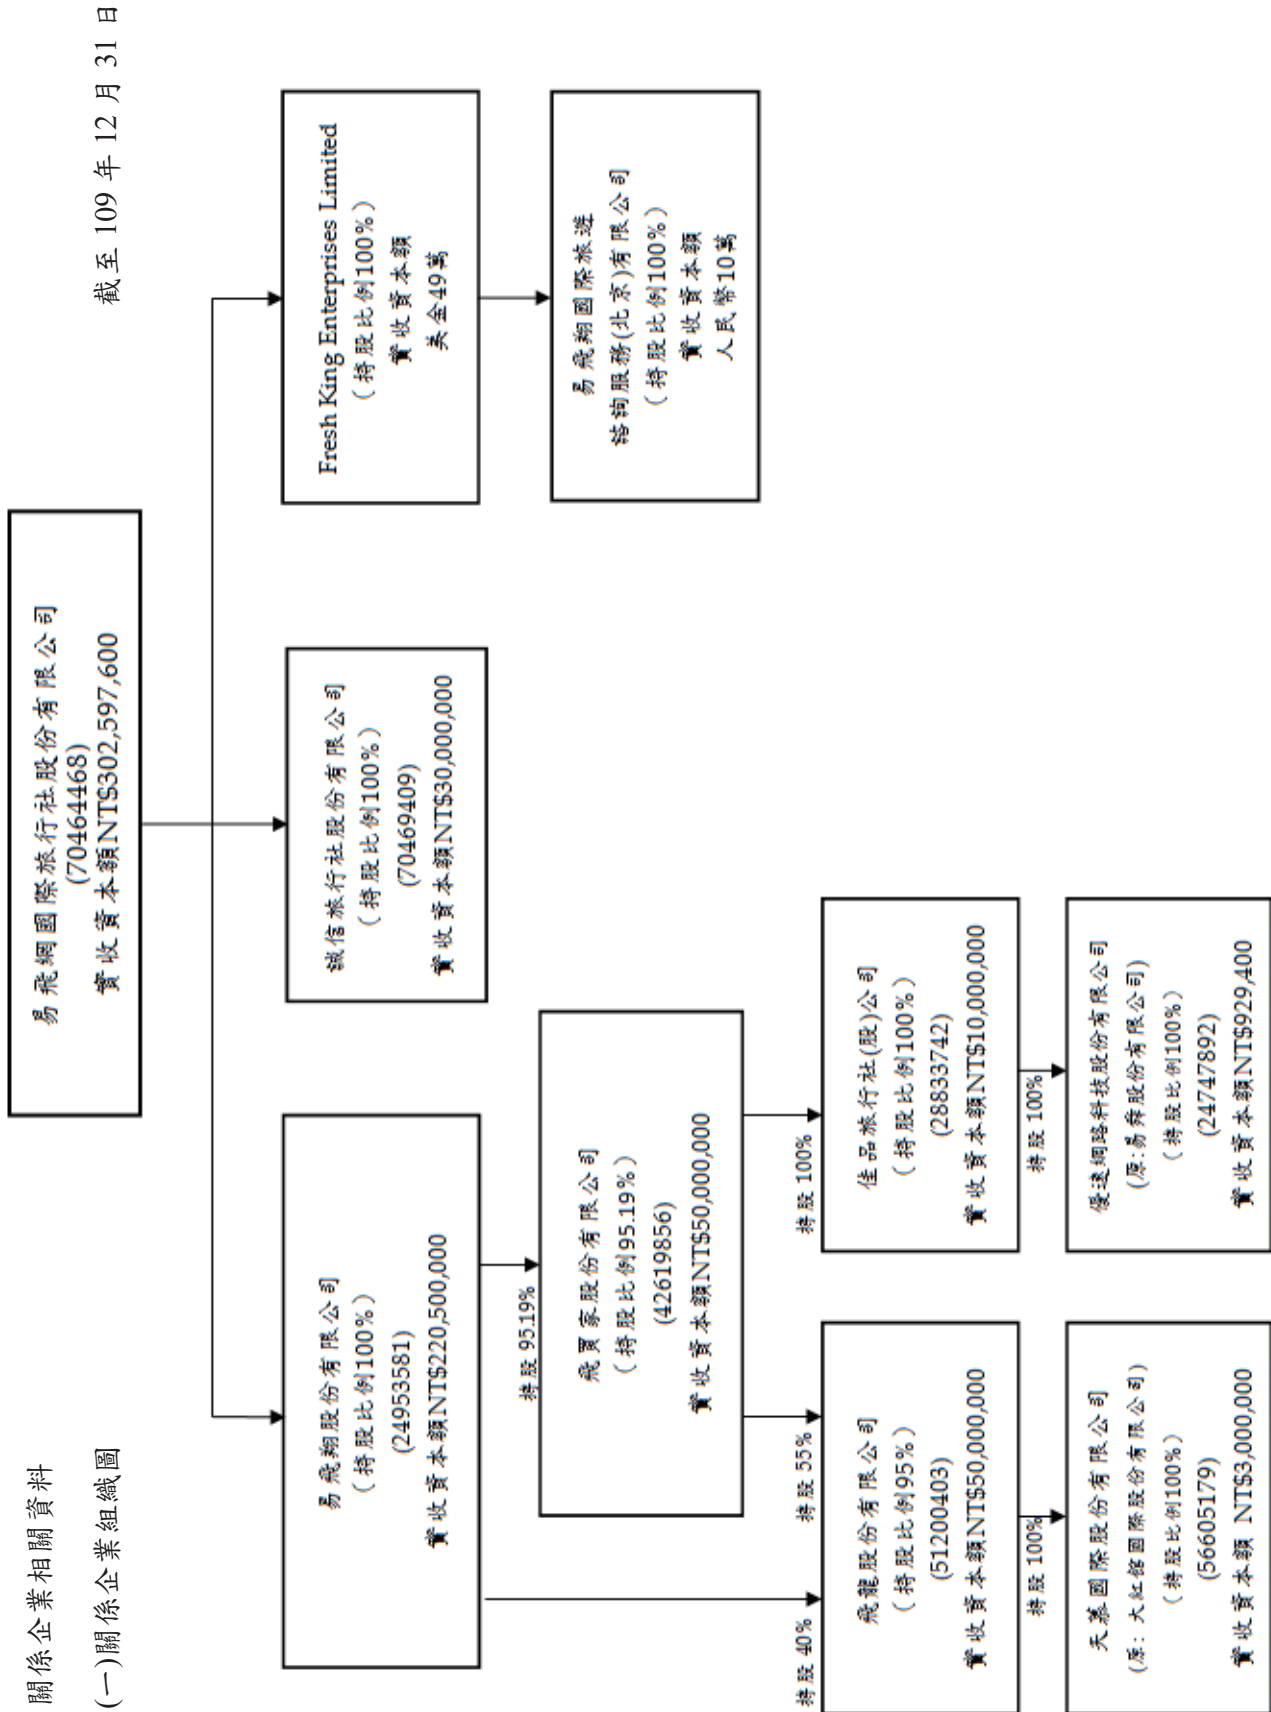 關係企業相關資料
(一)關係企業組織圖
截至 109 年 12 月 31 日
易飛網國際旅行社股份有限公司
(70464468)
實收資本額NT$302,597,600
易飛翔股份有限公司
(持股比例100%)
(24953581)
實收資本額NT$220,500,000
誠信旅行社股份有限公司
(持股比例100%)
(70469409)
實收資本額NT$30,000,000
Fresh King Enterprises Limited
(持股比例100%)
實收資本額
美金49萬
持股 95.19%
飛買家股份有限公司
(持股比例95.19%)
(42619856)
實收資本額NT$50,000,000
易飛翔國際旅遊
諮詢服務(北京)有限公司
(持股比例100%)
實收資本額
人民幣10萬
持股 40%
持股 55%
持股 100%
飛龍股份有限公司
(持股比例95%)
(51200403)
實收資本額NT$50,000,000
佳品旅行社(股)公司
(持股比例100%)
(28833742)
實收資本額NT$10,000,000
持股 100%
持股 100%
天慕國際股份有限公司
(原: 大紅館國際股份有限公司)
(持股比例100%)
(56605179)
實收資本額 NT$3,000,000
優速網路科技股份有限公司
(原:易舜股份有限公司)
(持股比例100%)
(24747892)
實收資本額NT$929,400